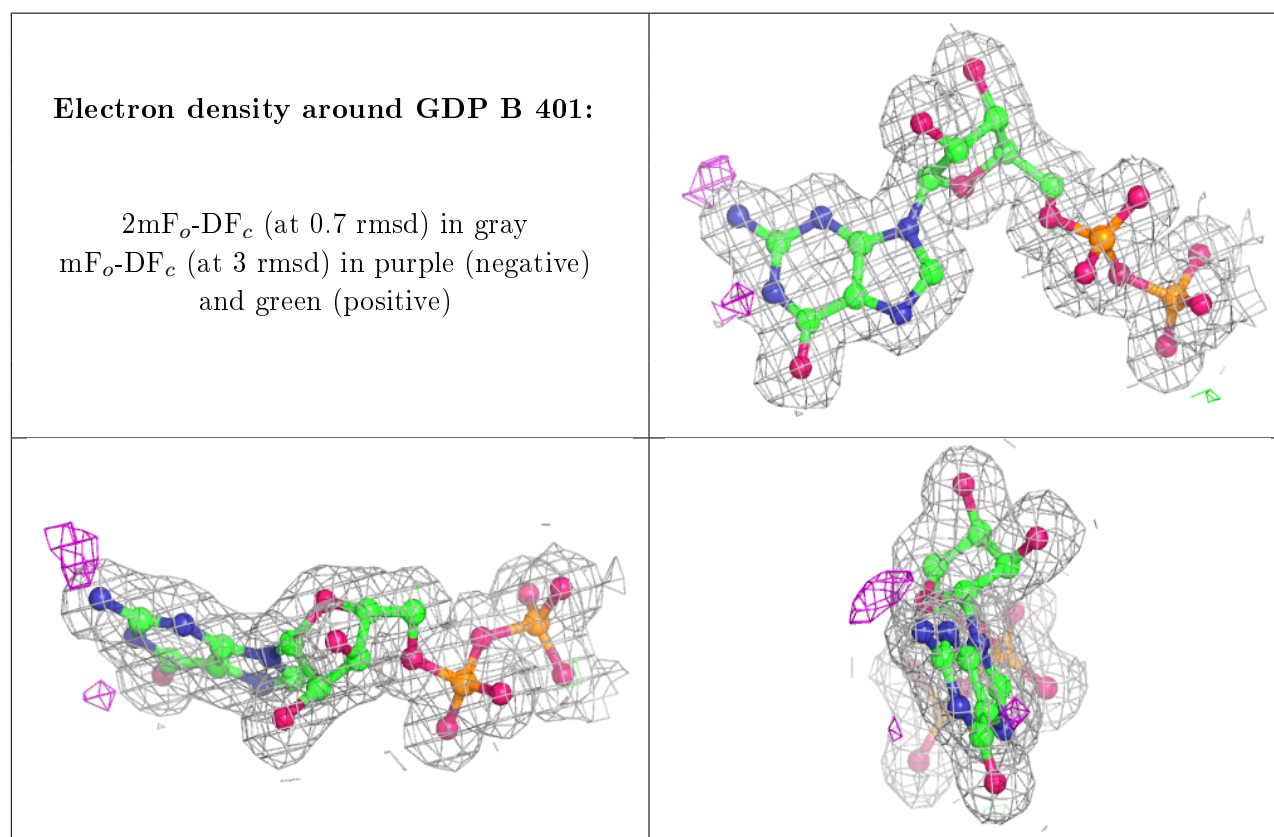 Electron density around GDP B 401:
2mFo-DFc (at 0.7 rmsd) in gray
mFo-DFc (at 3 rmsd) in purple (negative)
and green (positive)